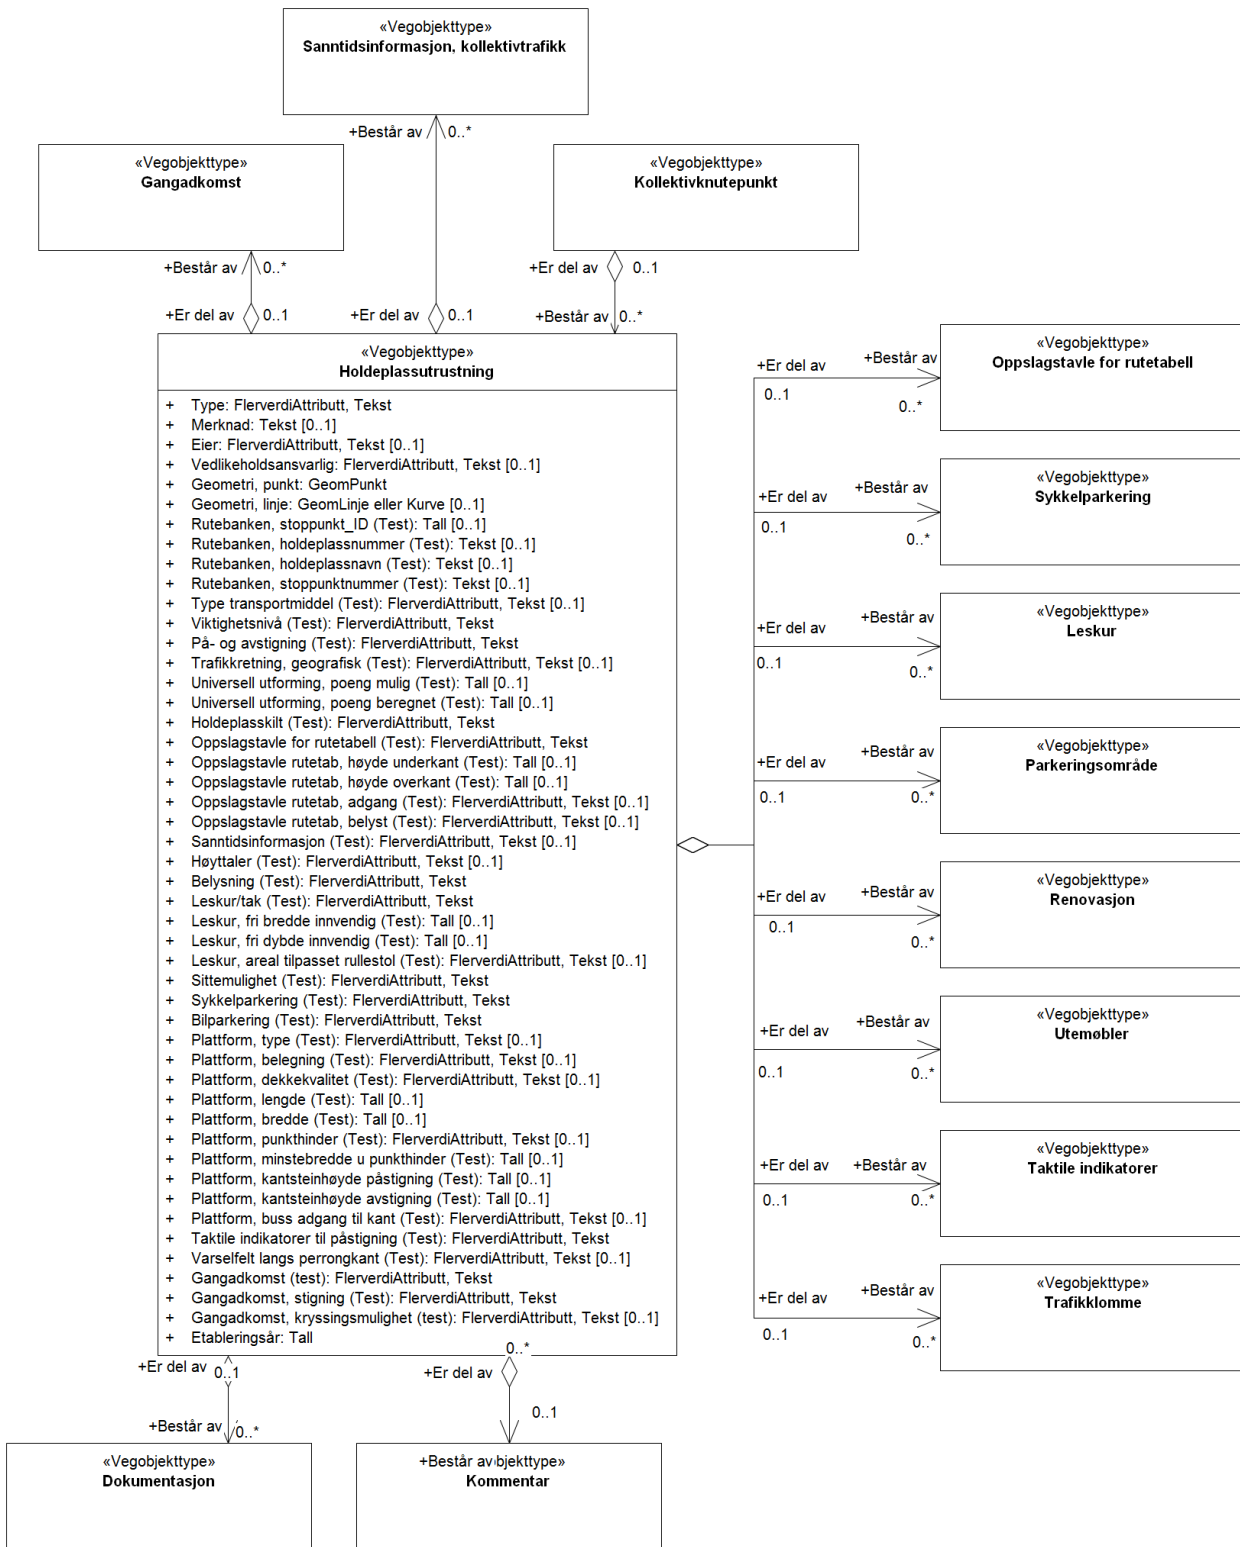 «Vegobjekttype»
Sanntidsinformasjon, kollektivtrafikk
+Består av 0..*
«Vegobjekttype»
Gangadkomst
«Vegobjekttype»
Kollektivknutepunkt
+Består av 0..*
+Er del av 0..1
+Er del av 0..1
+Er del av 0..1
+Består av 0..*
«Vegobjekttype»
Holdeplassutrustning
+ Type: FlerverdiAttributt, Tekst
+ Merknad: Tekst [0..1]
+ Eier: FlerverdiAttributt, Tekst [0..1]
+ Vedlikeholdsansvarlig: FlerverdiAttributt, Tekst [0..1]
+ Geometri, punkt: GeomPunkt
+ Geometri, linje: GeomLinje eller Kurve [0..1]
+ Rutebanken, stoppunkt_ID (Test): Tall [0..1]
+ Rutebanken, holdeplassnummer (Test): Tekst [0..1]
+ Rutebanken, holdeplassnavn (Test): Tekst [0..1]
+ Rutebanken, stoppunktnummer (Test): Tekst [0..1]
+ Type transportmiddel (Test): FlerverdiAttributt, Tekst [0..1]
+ Viktighetsnivå (Test): FlerverdiAttributt, Tekst
+ På- og avstigning (Test): FlerverdiAttributt, Tekst
+ Trafikkretning, geografisk (Test): FlerverdiAttributt, Tekst [0..1]
+ Universell utforming, poeng mulig (Test): Tall [0..1]
+ Universell utforming, poeng beregnet (Test): Tall [0..1]
+ Holdeplasskilt (Test): FlerverdiAttributt, Tekst
+ Oppslagstavle for rutetabell (Test): FlerverdiAttributt, Tekst
+ Oppslagstavle rutetab, høyde underkant (Test): Tall [0..1]
+ Oppslagstavle rutetab, høyde overkant (Test): Tall [0..1]
+ Oppslagstavle rutetab, adgang (Test): FlerverdiAttributt, Tekst [0..1]
+ Oppslagstavle rutetab, belyst (Test): FlerverdiAttributt, Tekst [0..1]
+ Sanntidsinformasjon (Test): FlerverdiAttributt, Tekst [0..1]
+ Høyttaler (Test): FlerverdiAttributt, Tekst [0..1]
+ Belysning (Test): FlerverdiAttributt, Tekst
+ Leskur/tak (Test): FlerverdiAttributt, Tekst
+ Leskur, fri bredde innvendig (Test): Tall [0..1]
+ Leskur, fri dybde innvendig (Test): Tall [0..1]
+ Leskur, areal tilpasset rullestol (Test): FlerverdiAttributt, Tekst [0..1]
+ Sittemulighet (Test): FlerverdiAttributt, Tekst
+ Sykkelparkering (Test): FlerverdiAttributt, Tekst
+ Bilparkering (Test): FlerverdiAttributt, Tekst
+ Plattform, type (Test): FlerverdiAttributt, Tekst [0..1]
+ Plattform, belegning (Test): FlerverdiAttributt, Tekst [0..1]
+ Plattform, dekkekvalitet (Test): FlerverdiAttributt, Tekst [0..1]
+ Plattform, lengde (Test): Tall [0..1]
+ Plattform, bredde (Test): Tall [0..1]
+ Plattform, punkthinder (Test): FlerverdiAttributt, Tekst [0..1]
+ Plattform, minstebredde u punkthinder (Test): Tall [0..1]
+ Plattform, kantsteinhøyde påstigning (Test): Tall [0..1]
+ Plattform, kantsteinhøyde avstigning (Test): Tall [0..1]
+ Plattform, buss adgang til kant (Test): FlerverdiAttributt, Tekst [0..1]
+ Taktile indikatorer til påstigning (Test): FlerverdiAttributt, Tekst
+ Varselfelt langs perrongkant (Test): FlerverdiAttributt, Tekst [0..1]
+ Gangadkomst (test): FlerverdiAttributt, Tekst
+ Gangadkomst, stigning (Test): FlerverdiAttributt, Tekst
+ Gangadkomst, kryssingsmulighet (test): FlerverdiAttributt, Tekst [0..1]
+ Etableringsår: Tall
+Er del av +Består av
0..1 0..*
«Vegobjekttype»
Oppslagstavle for rutetabell
+Er del av +Består av
0..1 0..*
«Vegobjekttype»
Sykkelparkering
+Er del av +Består av
0..1 0..*
«Vegobjekttype»
Leskur
+Er del av +Består av
0..1 0..*
«Vegobjekttype»
Parkeringsområde
+Er del av +Består av
0..1 0..*
«Vegobjekttype»
Renovasjon
+Er del av +Består av
0..1 0..*
«Vegobjekttype»
Utemøbler
+Er del av +Består av
0..1 0..*
«Vegobjekttype»
Taktile indikatorer
+Er del av +Består av
0..1 0..*
«Vegobjekttype»
Trafikklomme
+Er del av 0..1
+Består av 0..*
«Vegobjekttype»
Dokumentasjon
0..*
+Er del av
0..1
+Består av objekttype»
Kommentar